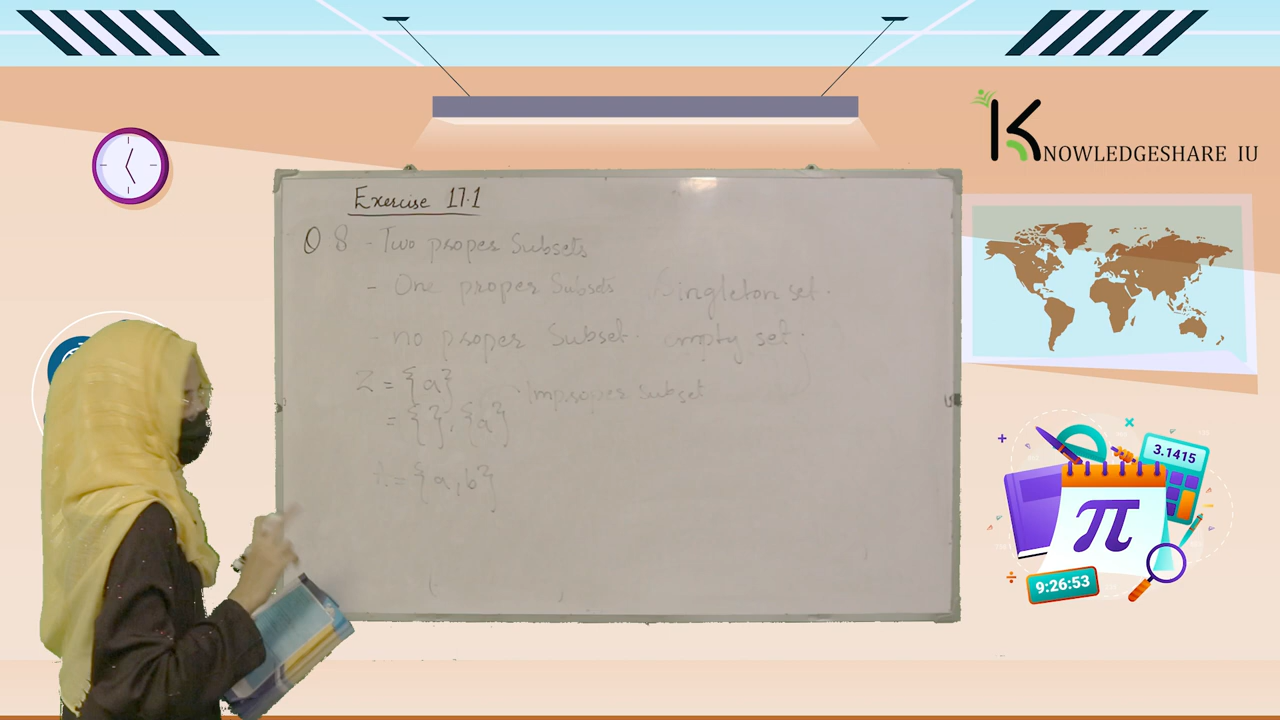 KNOWLEDGESHARE IU
Exercise 17.1
Q 8 - Two proper Subsets
- One proper Subsets Singleton set.
- no proper Subset. empty set.
Z = {a} Improper Subset
= {}, {a}
A = {a, b}
3.1415
π
9:26:53